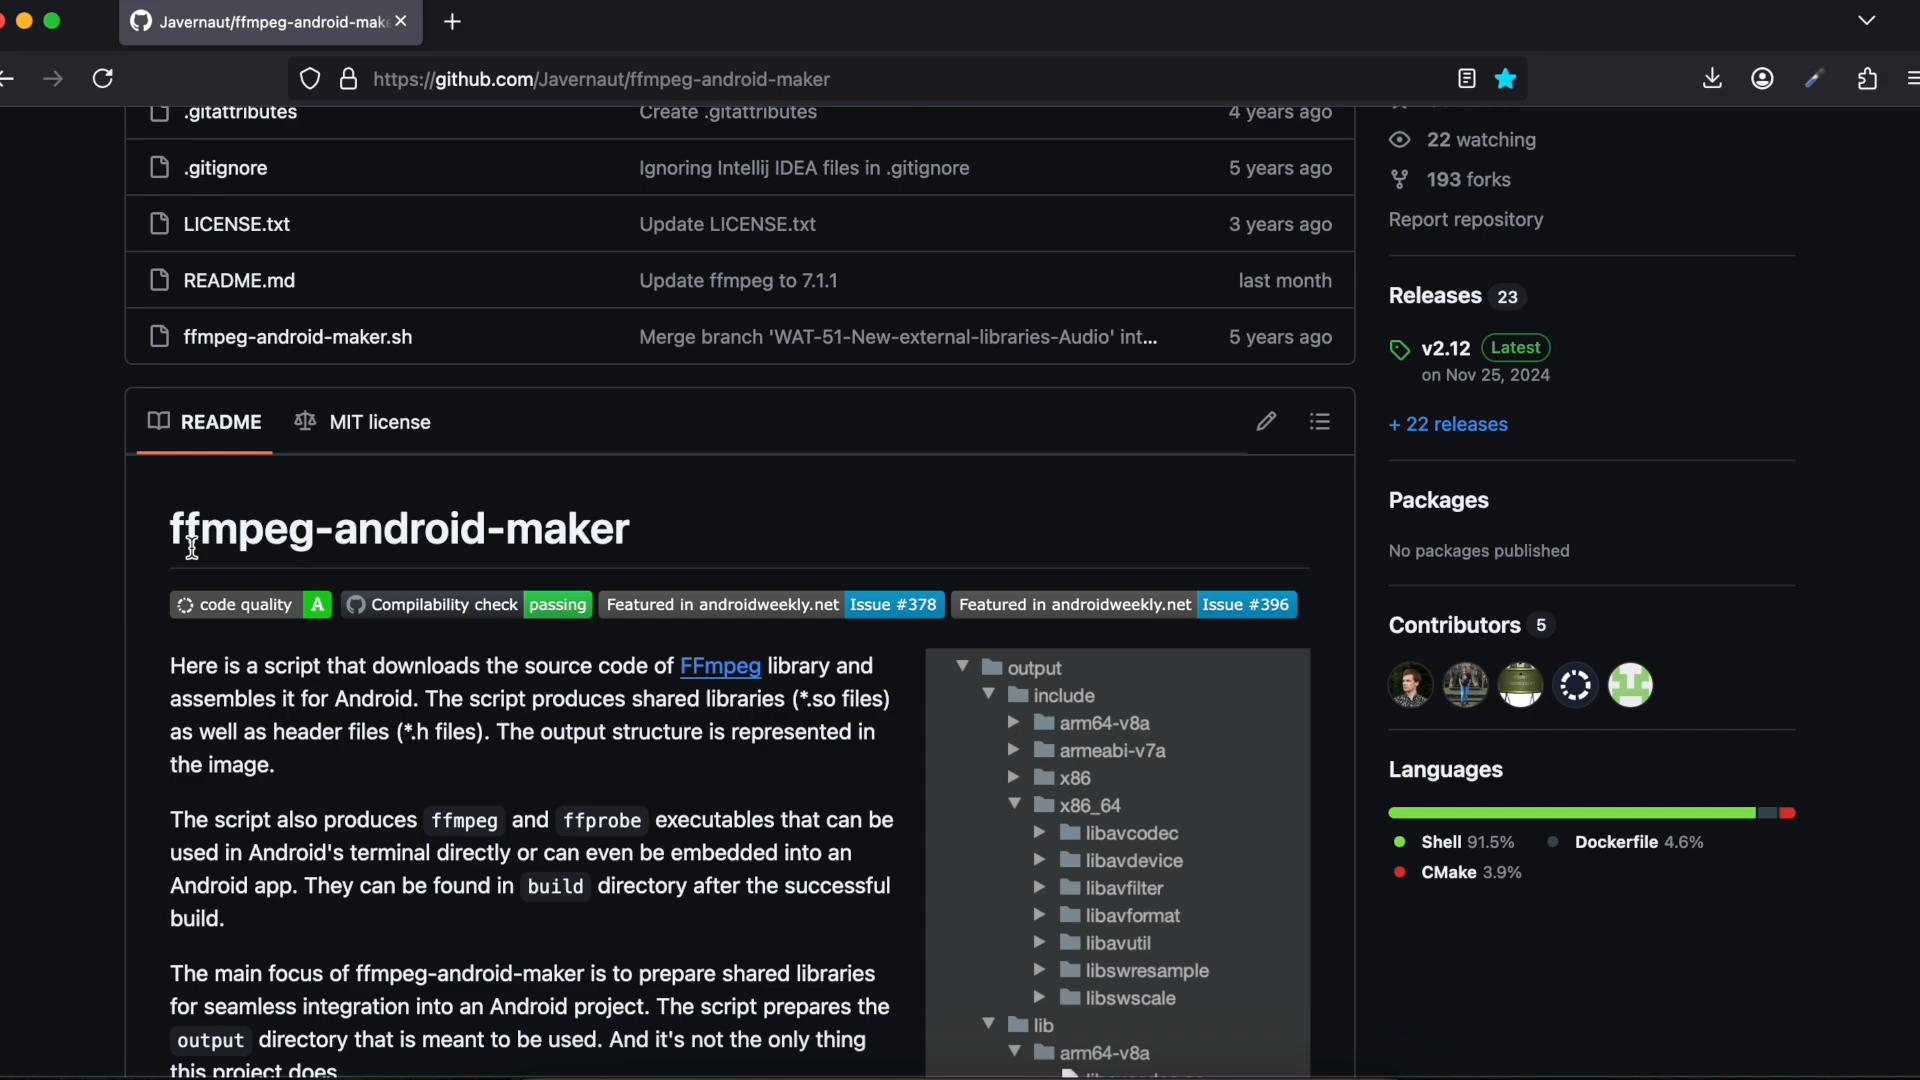 Javernaut/ffmpeg-android-make
https://github.com/Javernaut/ffmpeg-android-maker
.gitattributes Create .gitattributes 4 years ago
.gitignore Ignoring Intellij IDEA files in .gitignore 5 years ago
LICENSE.txt Update LICENSE.txt 3 years ago
README.md Update ffmpeg to 7.1.1 last month
ffmpeg-android-maker.sh Merge branch 'WAT-51-New-external-libraries-Audio' int... 5 years ago
README MIT license
ffmpeg-android-maker
code quality A Compilability check passing Featured in androidweekly.net Issue #378 Featured in androidweekly.net Issue #396
Here is a script that downloads the source code of FFmpeg library and
assembles it for Android. The script produces shared libraries (*.so files)
as well as header files (*.h files). The output structure is represented in
the image.
The script also produces ffmpeg and ffprobe executables that can be
used in Android's terminal directly or can even be embedded into an
Android app. They can be found in build directory after the successful
build.
The main focus of ffmpeg-android-maker is to prepare shared libraries
for seamless integration into an Android project. The script prepares the
output directory that is meant to be used. And it's not the only thing
this project does.
output
include
arm64-v8a
armeabi-v7a
x86
x86_64
libavcodec
libavdevice
libavfilter
libavformat
libavutil
libswresample
libswscale
lib
arm64-v8a
22 watching
193 forks
Report repository
Releases 23
v2.12 Latest
on Nov 25, 2024
+ 22 releases
Packages
No packages published
Contributors 5
Languages
Shell 91.5% Dockerfile 4.6%
CMake 3.9%